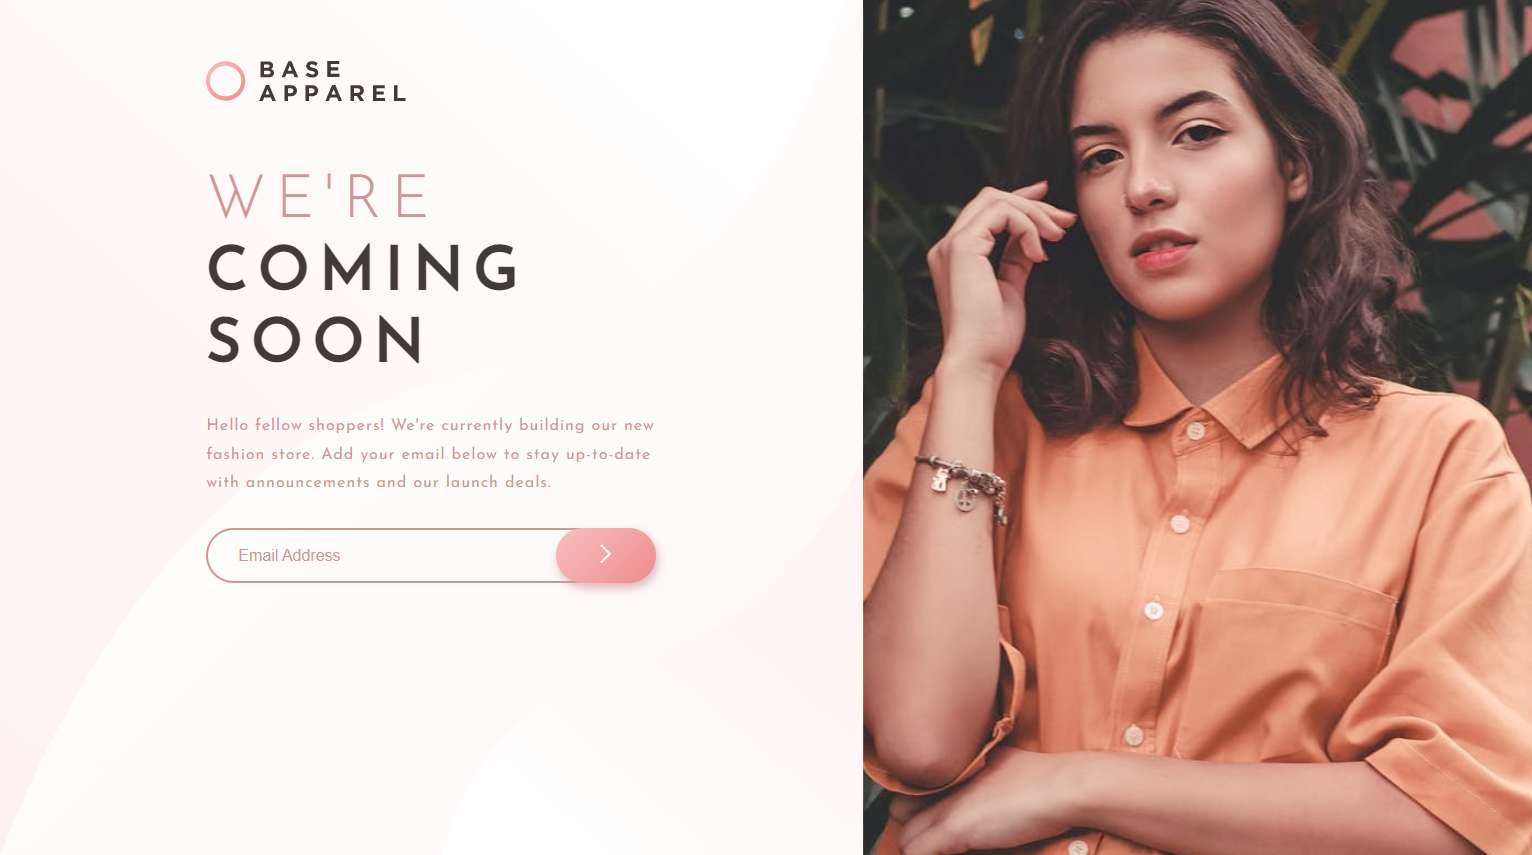 BASE
APPAREL
WE'RE
COMING
SOON
Hello fellow shoppers! We're currently building our new
fashion store. Add your email below to stay up-to-date
with announcements and our launch deals.
Email Address